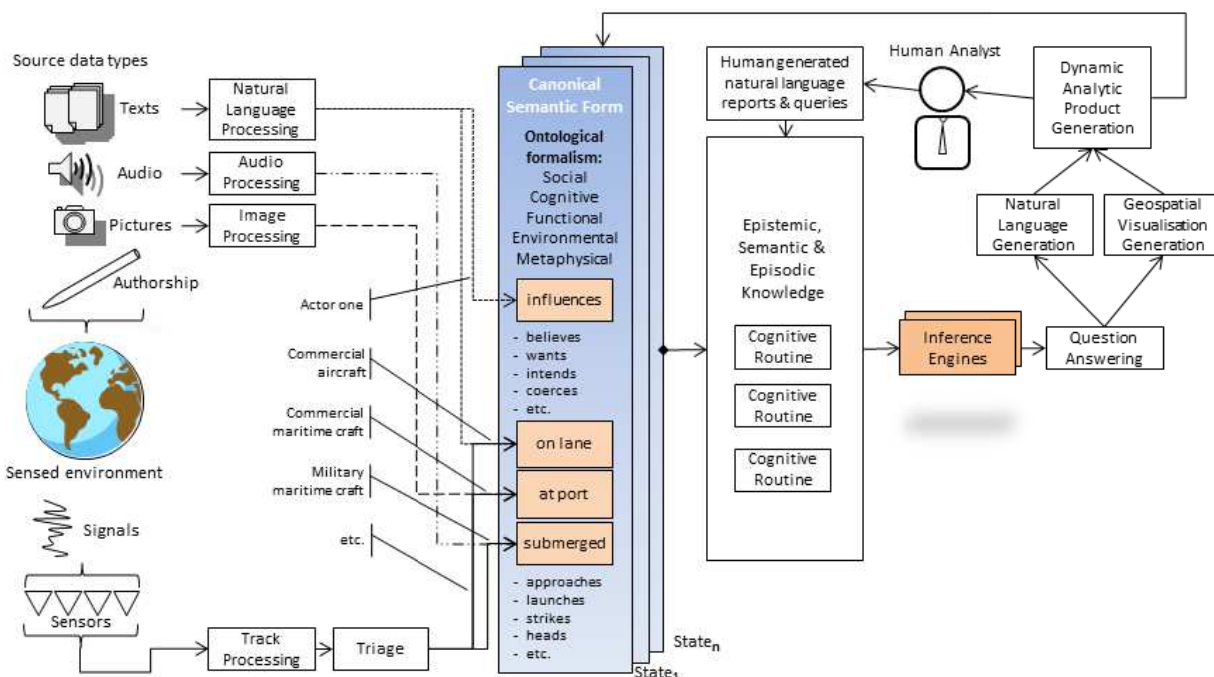 Source data types
Texts
Natural
Language
Processing
Audio
Audio
Processing
Pictures
Image
Processing
Authorship
Sensed environment
Signals
Sensors
Track
Processing
Triage
Actor one
Commercial
aircraft
Commercial
maritime craft
Military
maritime craft
etc.
Canonical
Semantic Form
Ontological
formalism:
Social
Cognitive
Functional
Environmental
Metaphysical
influences
- believes
- wants
- intends
- coerces
- etc.
on lane
at port
submerged
- approaches
- launches
- strikes
- heads
- etc.
State₁
Stateₙ
Human generated
natural language
reports & queries
Human Analyst
Dynamic
Analytic
Product
Generation
Natural
Language
Generation
Geospatial
Visualisation
Generation
Epistemic,
Semantic &
Episodic
Knowledge
Cognitive
Routine
Cognitive
Routine
Cognitive
Routine
Inference
Engines
Question
Answering